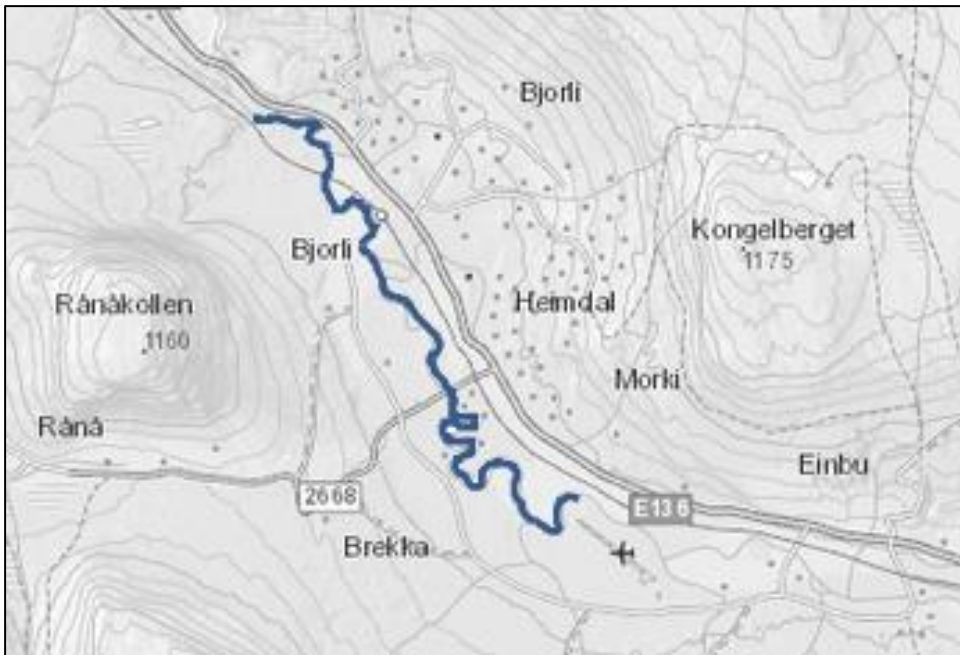 Bjorli
Kongelberget
1175
Bjorli
Rånåkollen
1160
Heimdal
Morki
Rånå
Einbu
2668
E136
Brekka